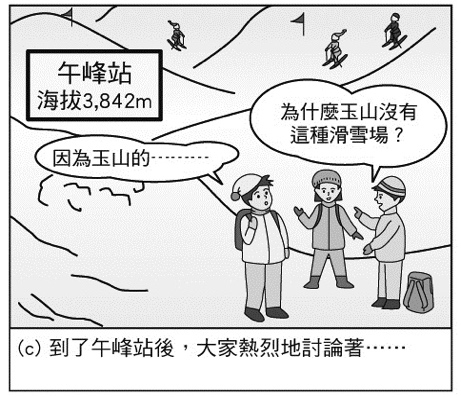 午峰站
海拔3,842m
為什麼玉山沒有
這種滑雪場？
因為玉山的………
(c) 到了午峰站後，大家熱烈地討論著……